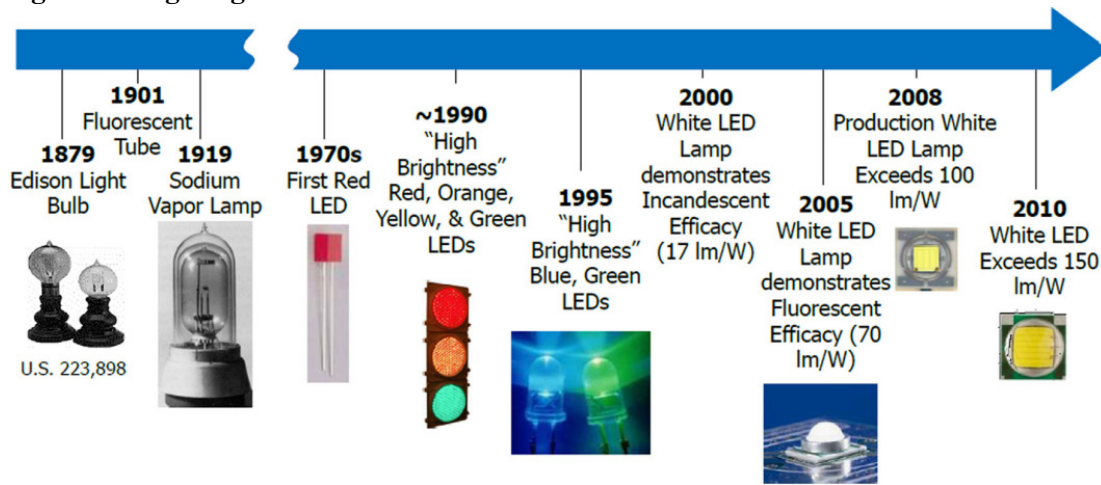 1879
Edison Light
Bulb
U.S. 223,898
1901
Fluorescent
Tube
1919
Sodium
Vapor Lamp
1970s
First Red
LED
~1990
“High
Brightness”
Red, Orange,
Yellow, & Green
LEDs
1995
“High
Brightness”
Blue, Green
LEDs
2000
White LED
Lamp
demonstrates
Incandescent
Efficacy
(17 lm/W)
2005
White LED
Lamp
demonstrates
Fluorescent
Efficacy (70
lm/W)
2008
Production White
LED Lamp
Exceeds 100
lm/W
2010
White LED
Exceeds 150
lm/W